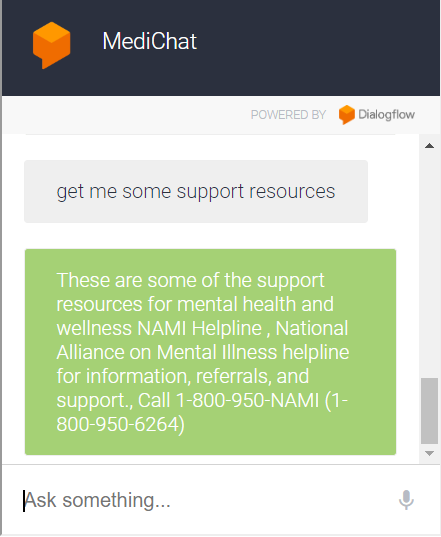 MediChat
POWERED BY Dialogflow
get me some support resources
These are some of the support
resources for mental health and
wellness NAMI Helpline , National
Alliance on Mental Illness helpline
for information, referrals, and
support., Call 1-800-950-NAMI (1-
800-950-6264)
Ask something...